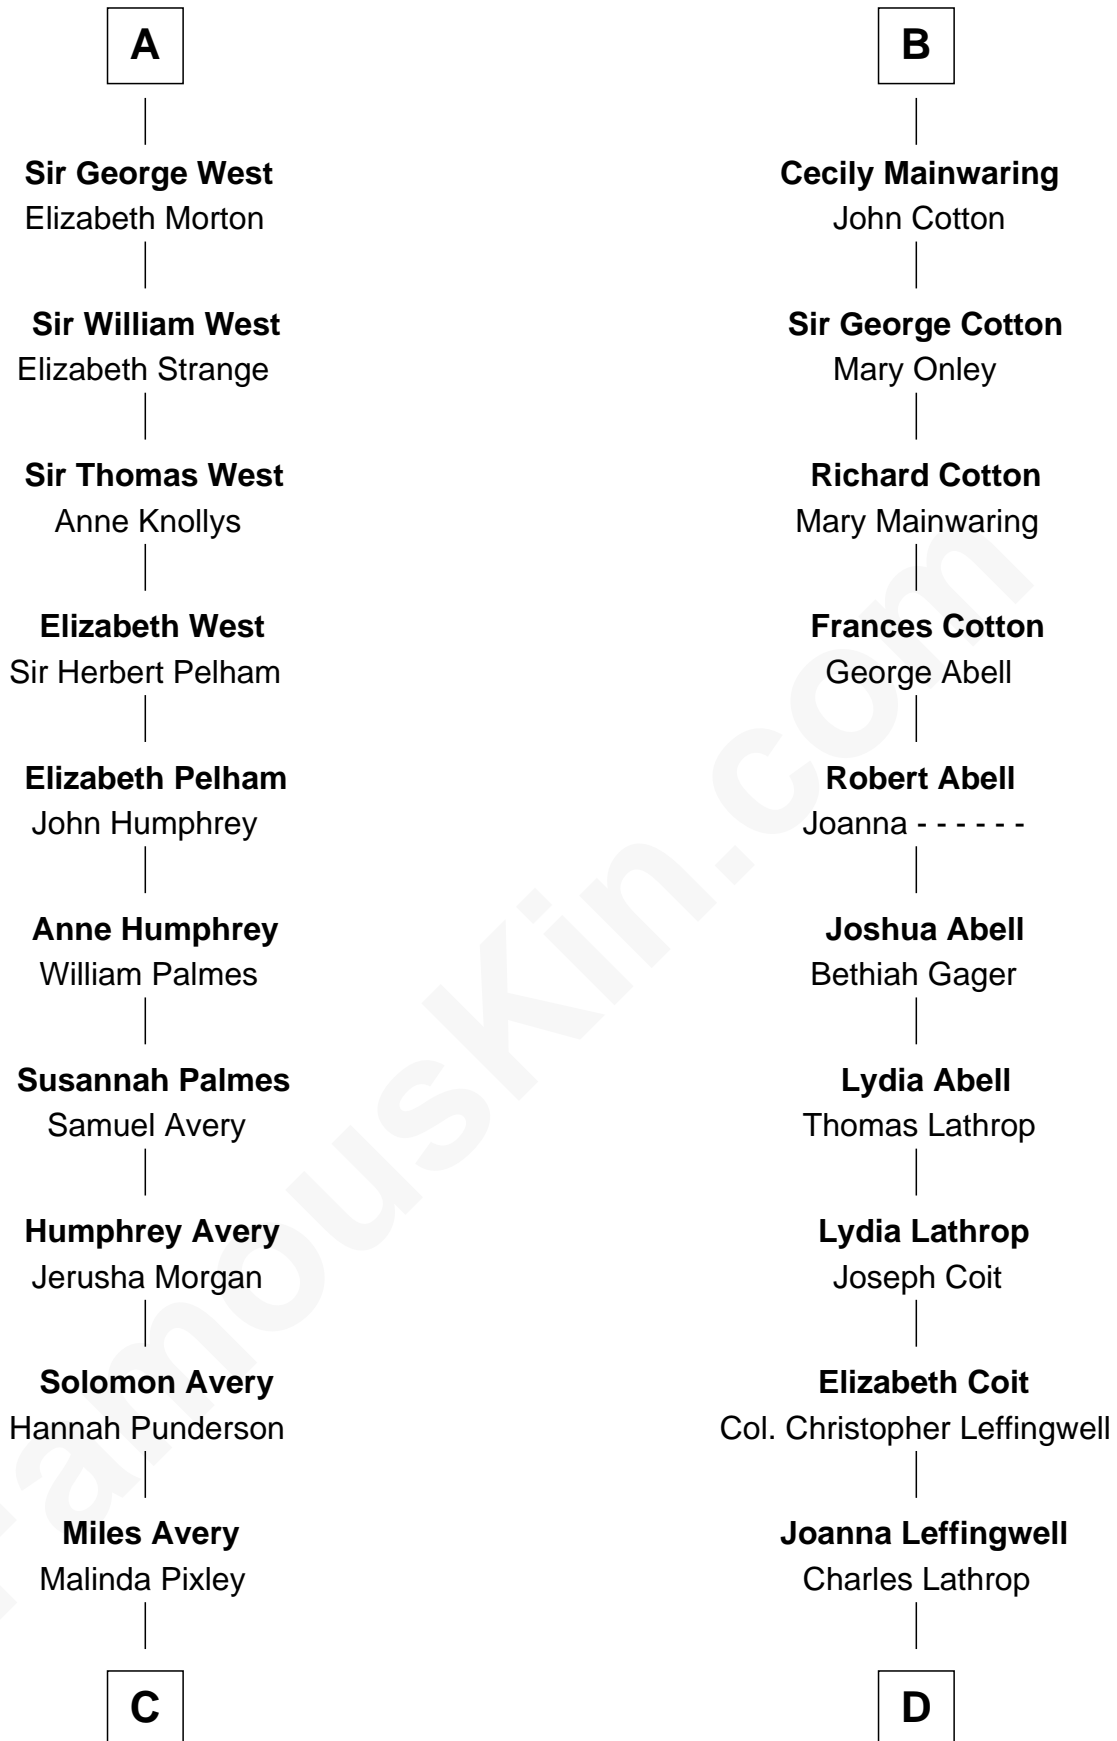 A
Sir George West
Elizabeth Morton
Sir William West
Elizabeth Strange
Sir Thomas West
Anne Knollys
Elizabeth West
Sir Herbert Pelham
Elizabeth Pelham
John Humphrey
Anne Humphrey
William Palmes
Susannah Palmes
Samuel Avery
Humphrey Avery
Jerusha Morgan
Solomon Avery
Hannah Punderson
Miles Avery
Malinda Pixley
C
B
Cecily Mainwaring
John Cotton
Sir George Cotton
Mary Onley
Richard Cotton
Mary Mainwaring
Frances Cotton
George Abell
Robert Abell
Joanna - - - - - -
Joshua Abell
Bethiah Gager
Lydia Abell
Thomas Lathrop
Lydia Lathrop
Joseph Coit
Elizabeth Coit
Col. Christopher Leffingwell
Joanna Leffingwell
Charles Lathrop
D
FamousKin.com